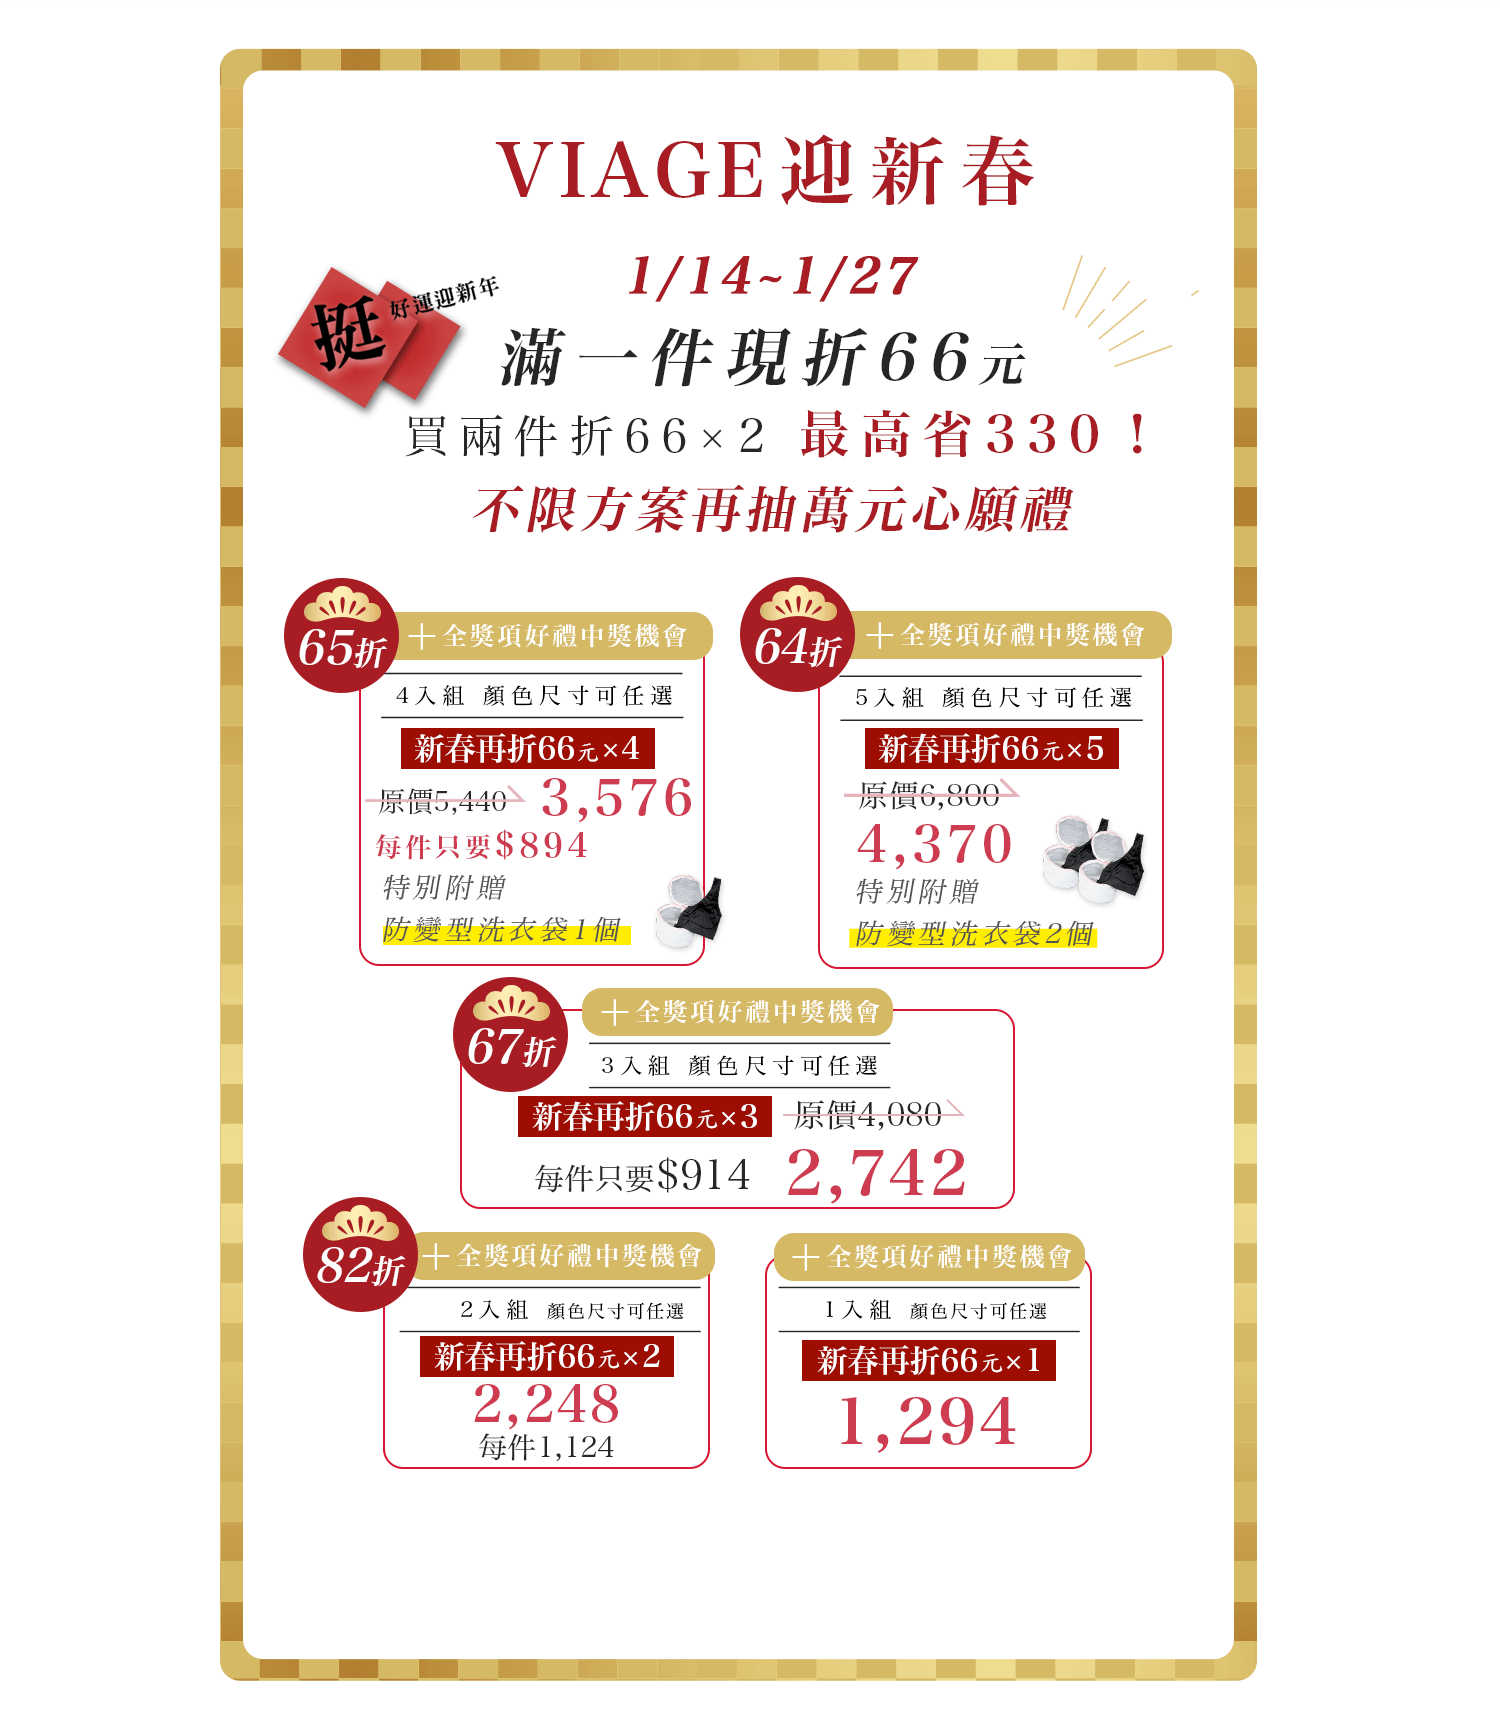 VIAGE迎新春
1/14~1/27
挺
好運迎新年
滿一件現折66元
買兩件折66×2 最高省330！
不限方案再抽萬元心願禮
65折
＋全獎項好禮中獎機會
4入組 顏色尺寸可任選
新春再折66元×4
原價5,440 3,576
每件只要$894
特別附贈
防變型洗衣袋1個
64折
＋全獎項好禮中獎機會
5入組 顏色尺寸可任選
新春再折66元×5
原價6,800
4,370
特別附贈
防變型洗衣袋2個
67折
＋全獎項好禮中獎機會
3入組 顏色尺寸可任選
新春再折66元×3 原價4,080
每件只要$914 2,742
82折
＋全獎項好禮中獎機會
2入組 顏色尺寸可任選
新春再折66元×2
2,248
每件1,124
＋全獎項好禮中獎機會
1入組 顏色尺寸可任選
新春再折66元×1
1,294